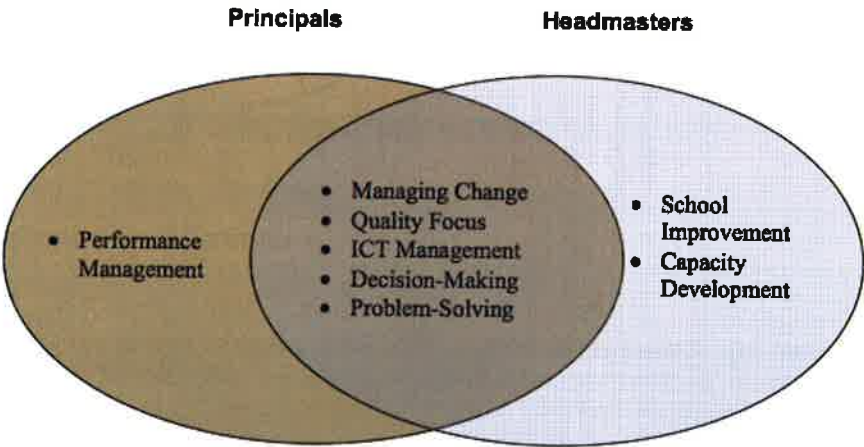 Principals
Headmasters
• Performance
Management
• Managing Change
• Quality Focus
• ICT Management
• Decision-Making
• Problem-Solving
• School
Improvement
• Capacity
Development